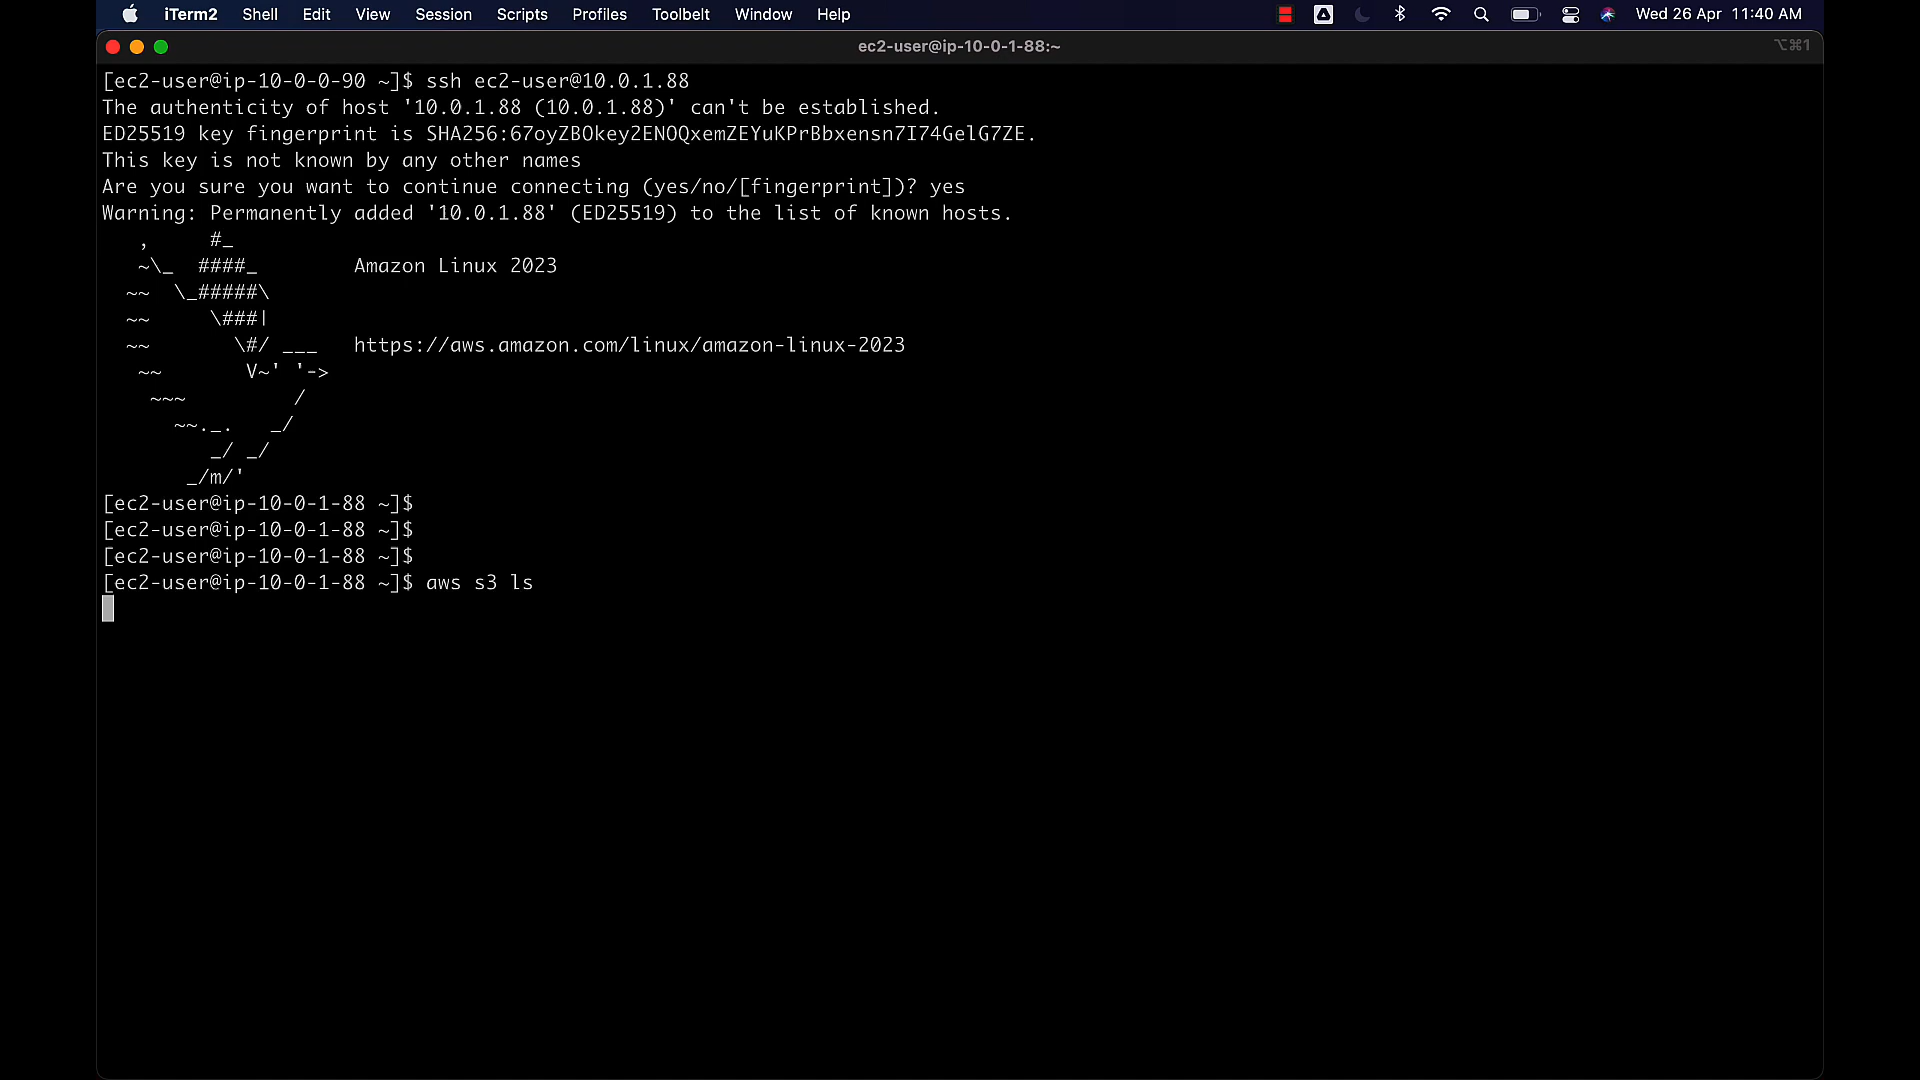 iTerm2 Shell Edit View Session Scripts Profiles Toolbelt Window Help Wed 26 Apr 11:40 AM
ec2-user@ip-10-0-1-88:~ ⌥⌘1
[ec2-user@ip-10-0-0-90 ~]$ ssh ec2-user@10.0.1.88
The authenticity of host '10.0.1.88 (10.0.1.88)' can't be established.
ED25519 key fingerprint is SHA256:67oyZBOkey2ENOQxemZEYuKPrBbxensn7I74GelG7ZE.
This key is not known by any other names
Are you sure you want to continue connecting (yes/no/[fingerprint])? yes
Warning: Permanently added '10.0.1.88' (ED25519) to the list of known hosts.
   ,     #_
   ~\_  ####_        Amazon Linux 2023
  ~~  \_#####\
  ~~     \###|
  ~~       \#/ ___   https://aws.amazon.com/linux/amazon-linux-2023
   ~~       V~' '->
    ~~~         /
      ~~._.   _/
         _/ _/
       _/m/'
[ec2-user@ip-10-0-1-88 ~]$
[ec2-user@ip-10-0-1-88 ~]$
[ec2-user@ip-10-0-1-88 ~]$
[ec2-user@ip-10-0-1-88 ~]$ aws s3 ls